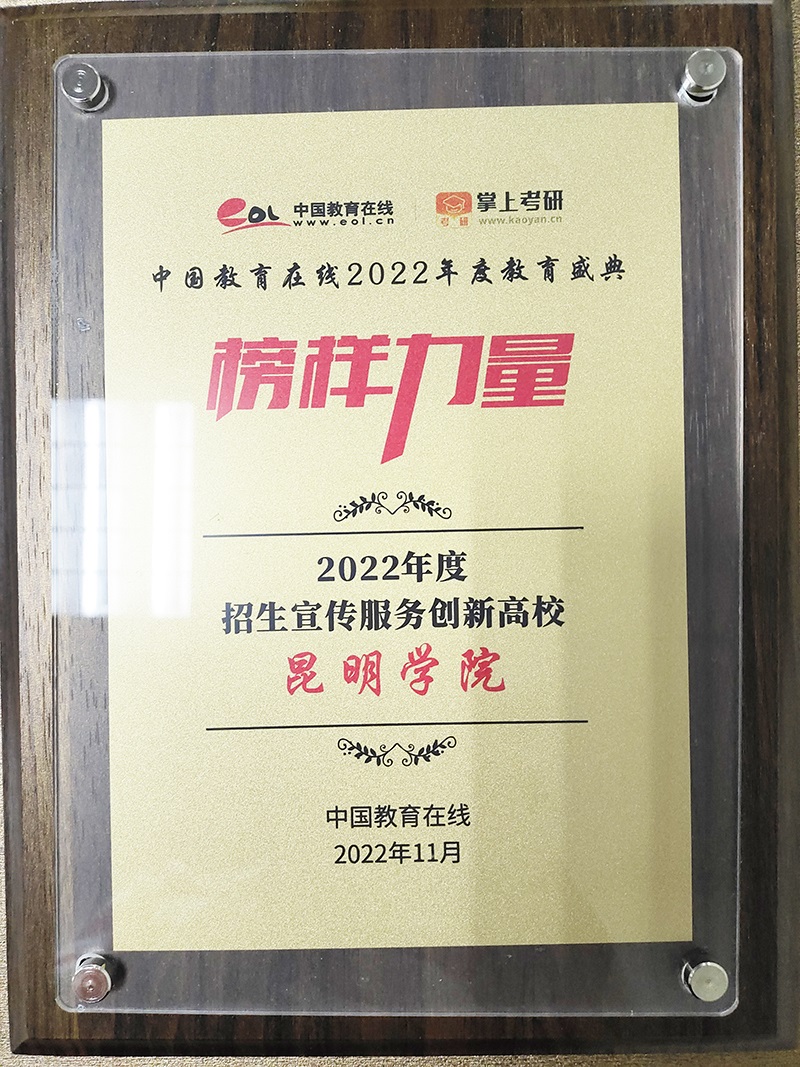 eol 中国教育在线 掌上考研
www.eol.cn 考研 www.kaoyan.cn
中国教育在线2022年度教育盛典
榜样力量
2022年度
招生宣传服务创新高校
昆明学院
中国教育在线
2022年11月